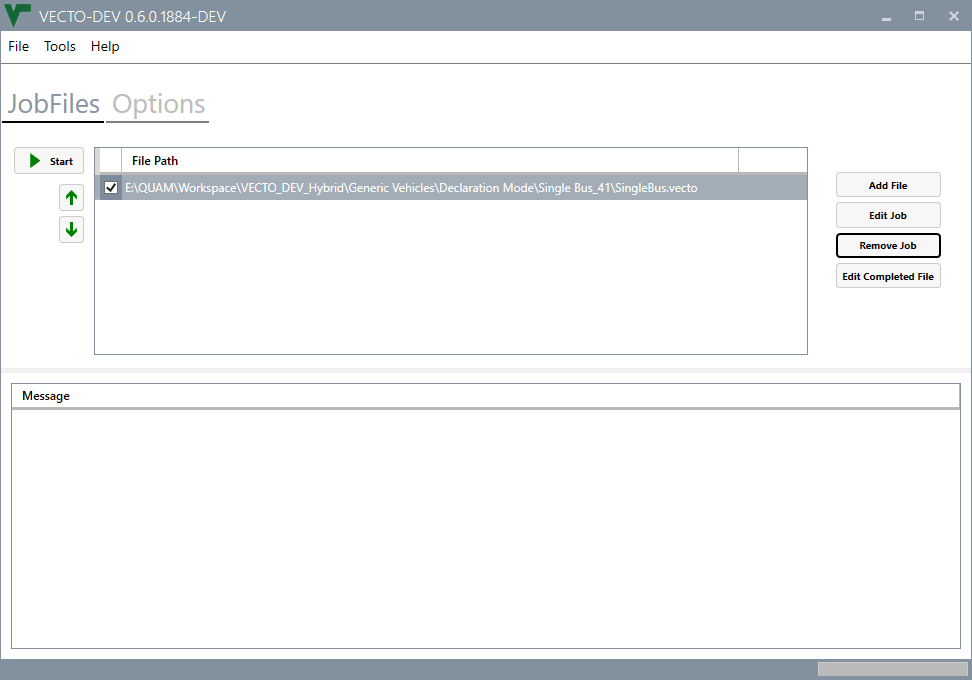 VECTO-DEV 0.6.0.1884-DEV
File Tools Help
JobFiles Options
Start
File Path
E:\QUAM\Workspace\VECTO_DEV_Hybrid\Generic Vehicles\Declaration Mode\Single Bus_41\SingleBus.vecto
Add File
Edit Job
Remove Job
Edit Completed File
Message